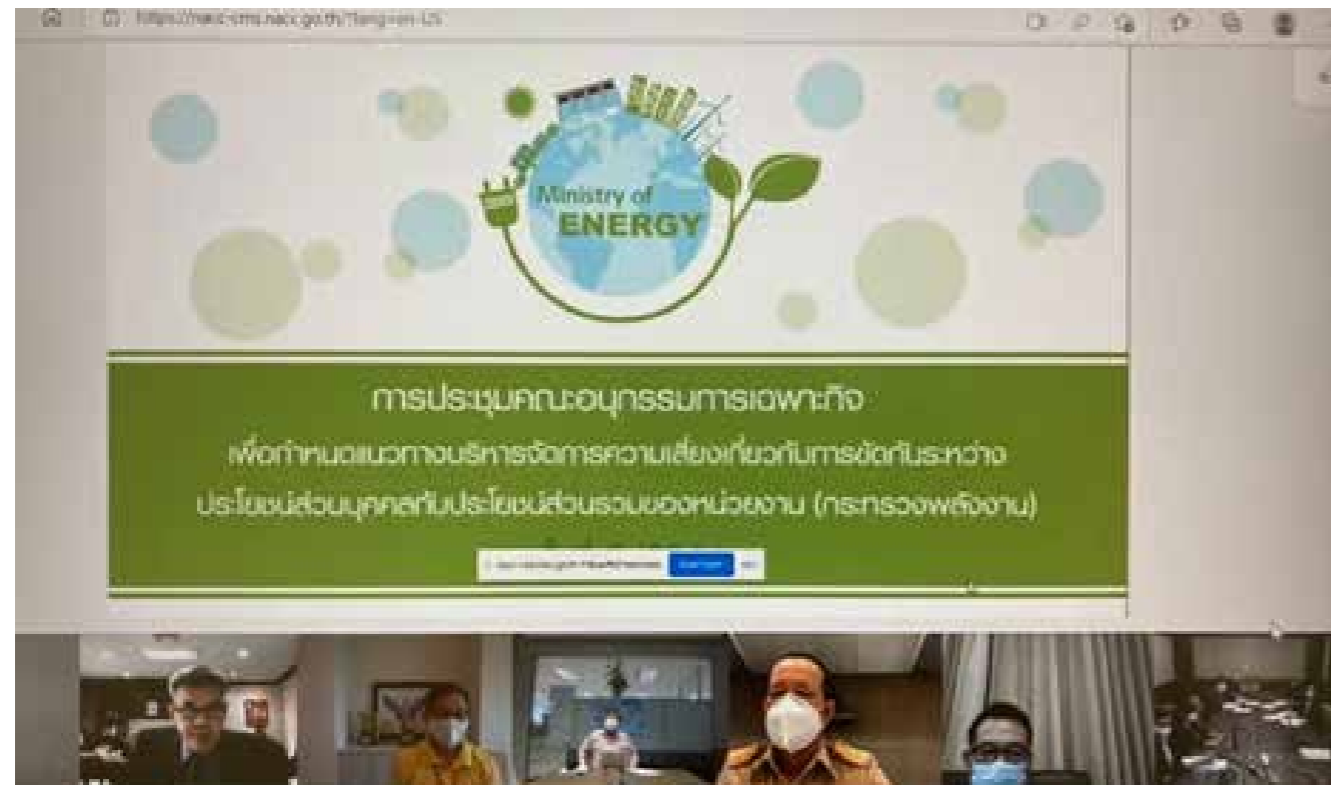 Ministry of
ENERGY
การประชุมคณะอนุกรรมการเฉพาะกิจ
เพื่อกำหนดแนวทางบริหารจัดการความเสี่ยงเกี่ยวกับการขัดกันระหว่าง
ประโยชน์ส่วนบุคคลกับประโยชน์ส่วนรวมของหน่วยงาน (กระทรวงพลังงาน)